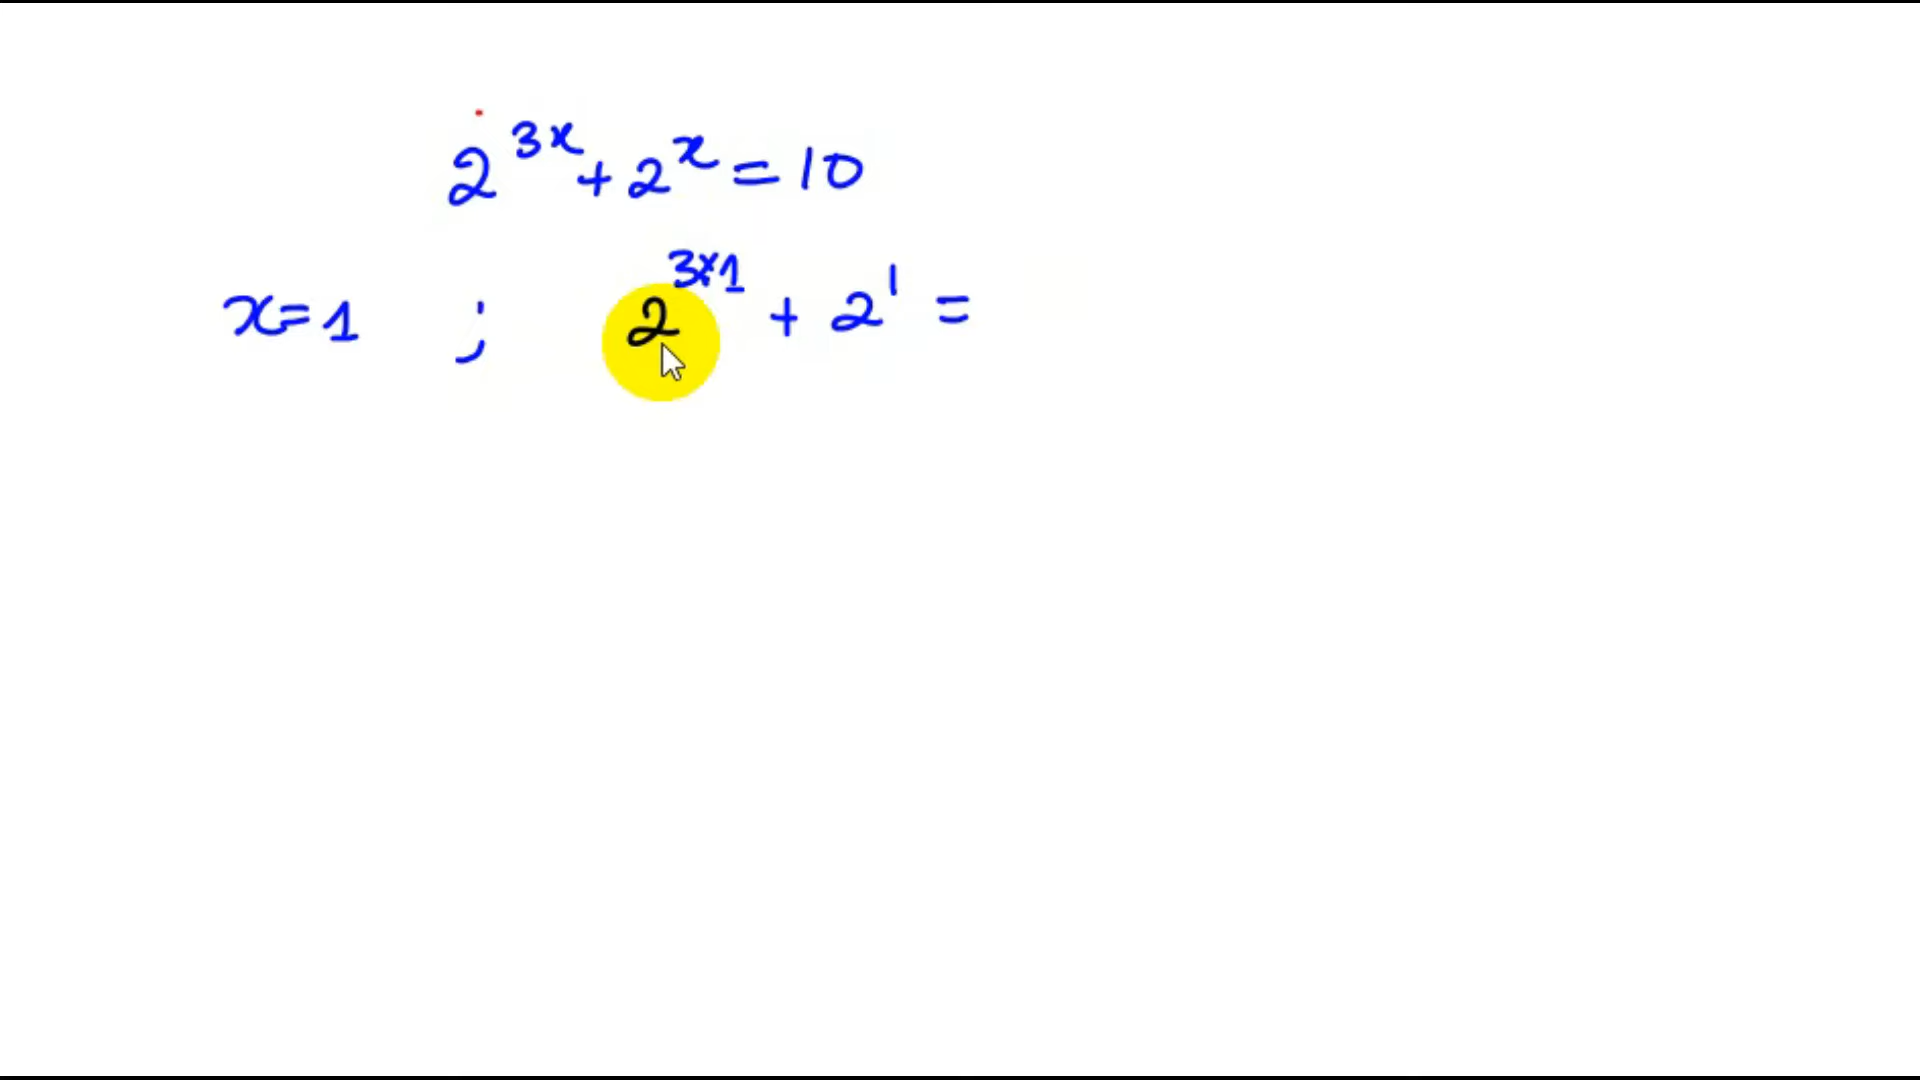 2^{3x} + 2^x = 10
x = 1 ; 2^{3×1} + 2^1 =